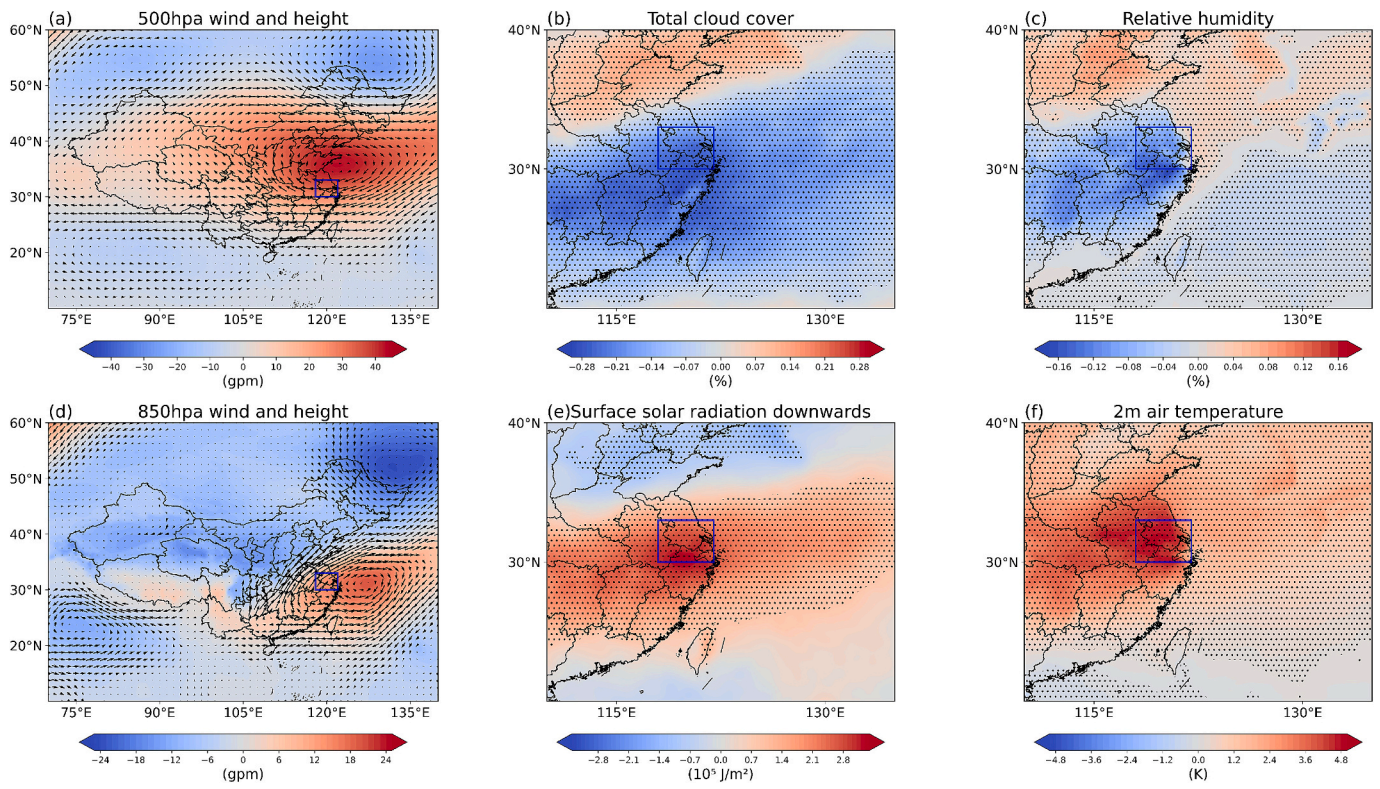 (a) 500hpa wind and height
60°N
50°N
40°N
30°N
20°N
75°E 90°E 105°E 120°E 135°E
−40 −30 −20 −10 0 10 20 30 40
(gpm)
(b) Total cloud cover
40°N
30°N
115°E 130°E
−0.28 −0.21 −0.14 −0.07 0.00 0.07 0.14 0.21 0.28
(%)
(c) Relative humidity
40°N
30°N
115°E 130°E
−0.16 −0.12 −0.08 −0.04 0.00 0.04 0.08 0.12 0.16
(%)
(d) 850hpa wind and height
60°N
50°N
40°N
30°N
20°N
75°E 90°E 105°E 120°E 135°E
−24 −18 −12 −6 0 6 12 18 24
(gpm)
(e)Surface solar radiation downwards
40°N
30°N
115°E 130°E
−2.8 −2.1 −1.4 −0.7 0.0 0.7 1.4 2.1 2.8
(10⁵ J/m²)
(f) 2m air temperature
40°N
30°N
115°E 130°E
−4.8 −3.6 −2.4 −1.2 0.0 1.2 2.4 3.6 4.8
(K)